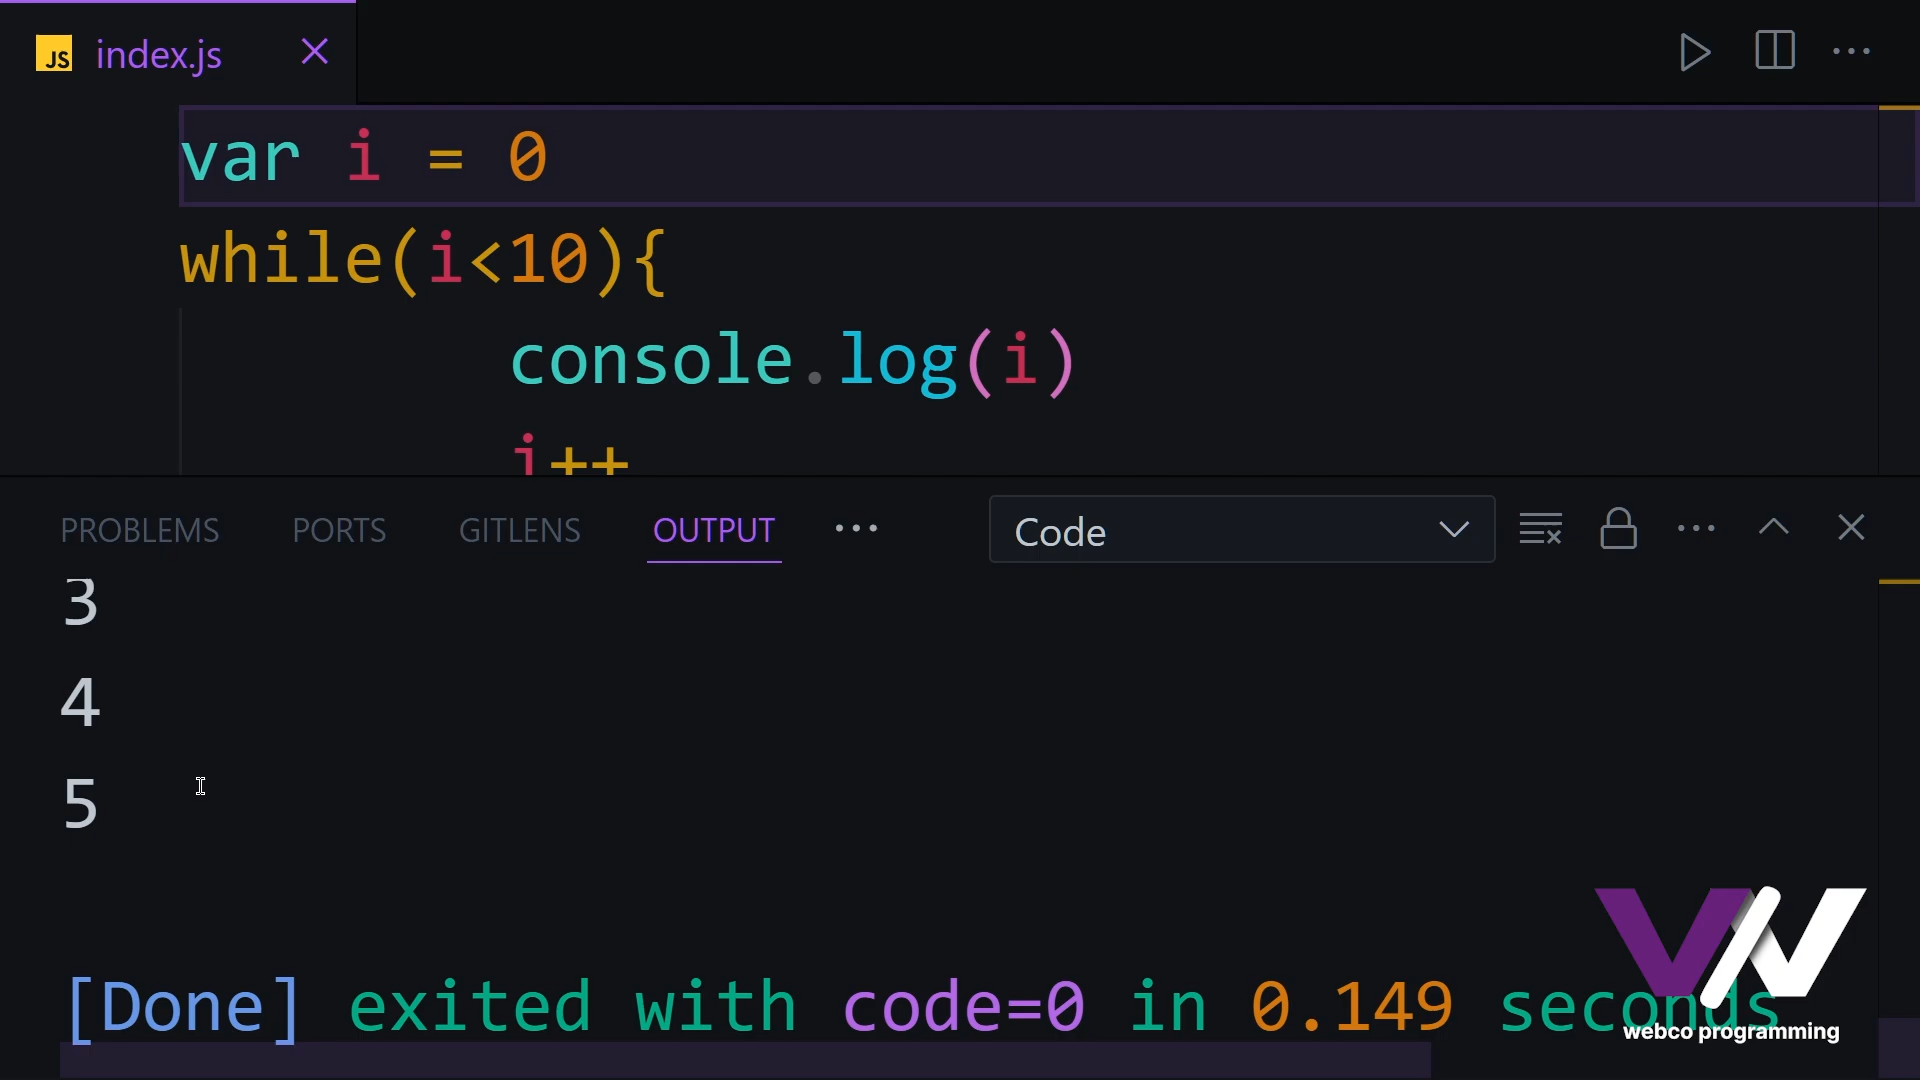 JS index.js
var i = 0
while(i<10){
console.log(i)
i++
PROBLEMS PORTS GITLENS OUTPUT Code
3
4
5
[Done] exited with code=0 in 0.149 seconds
webco programming